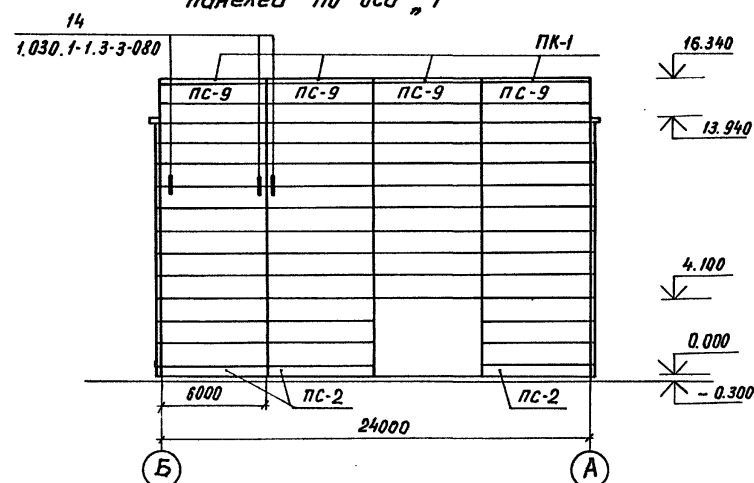 панелей по оси „1
14
1.030.1-1.3-3-080
ПК-1
16.340
ПС-9 ПС-9 ПС-9 ПС-9
13.940
4.100
0.000
- 0.300
6000
ПС-2
ПС-2
24000
Б
А